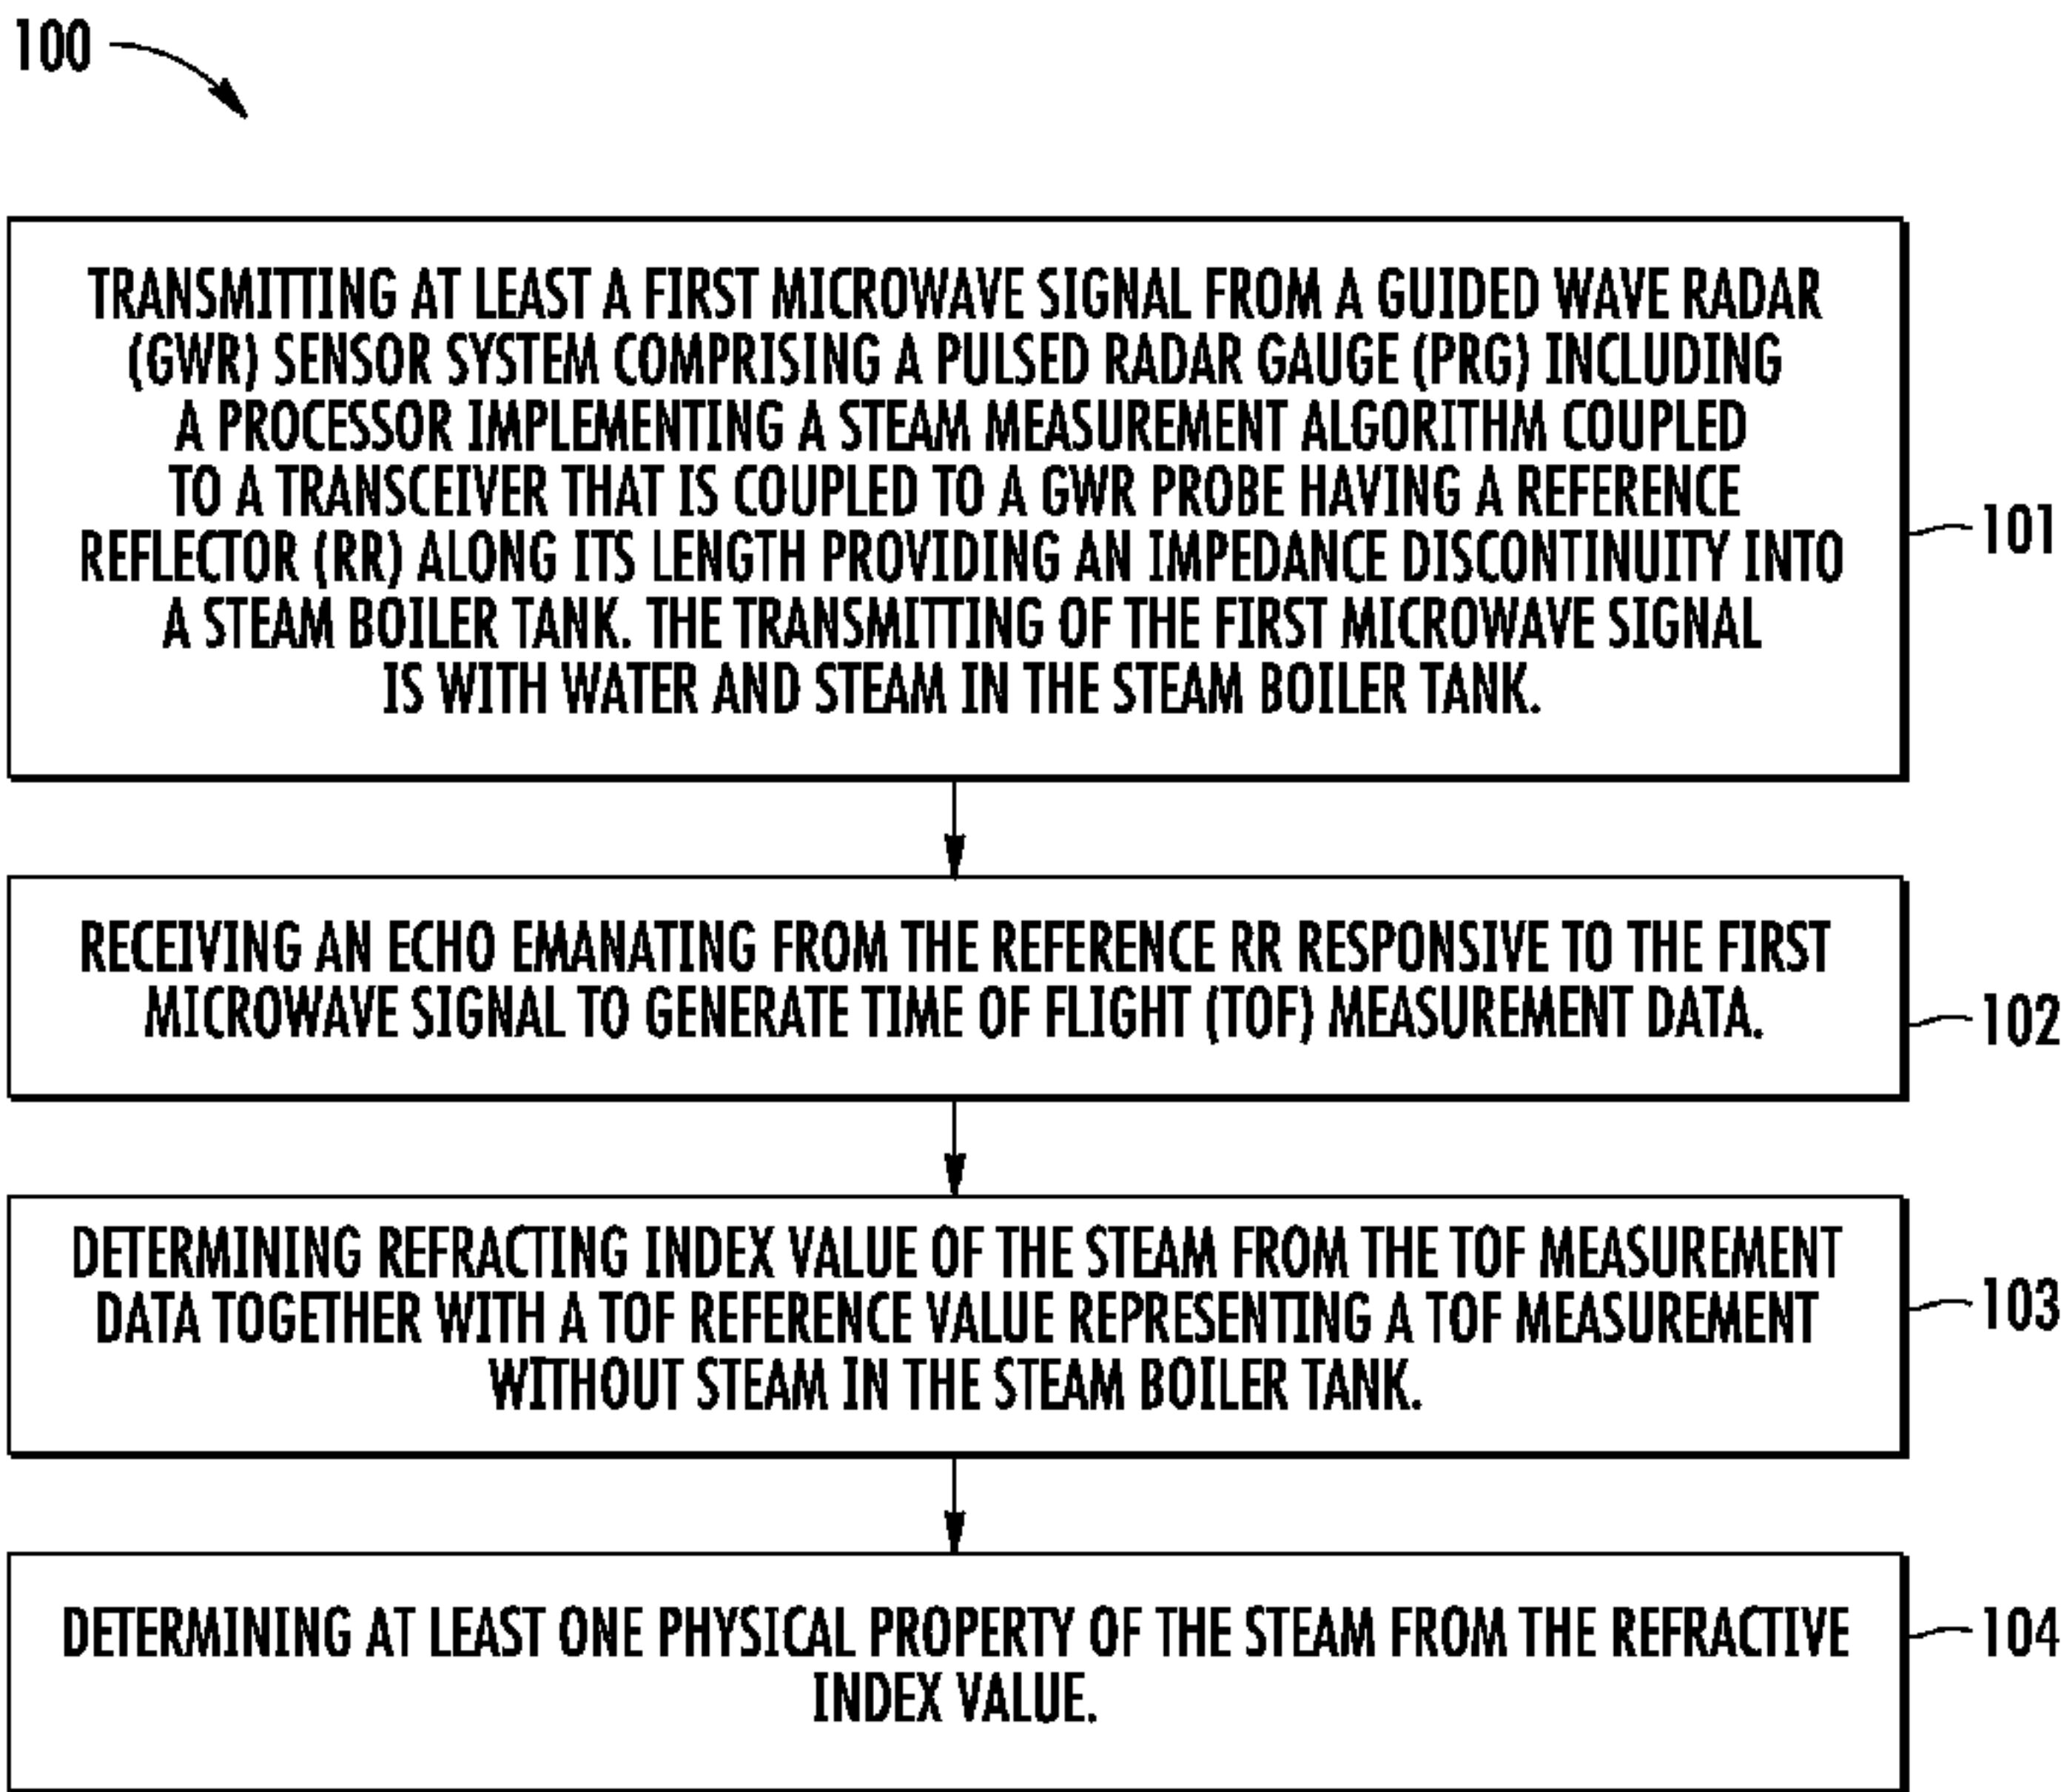 100
TRANSMITTING AT LEAST A FIRST MICROWAVE SIGNAL FROM A GUIDED WAVE RADAR
(GWR) SENSOR SYSTEM COMPRISING A PULSED RADAR GAUGE (PRG) INCLUDING
A PROCESSOR IMPLEMENTING A STEAM MEASUREMENT ALGORITHM COUPLED
TO A TRANSCEIVER THAT IS COUPLED TO A GWR PROBE HAVING A REFERENCE
REFLECTOR (RR) ALONG ITS LENGTH PROVIDING AN IMPEDANCE DISCONTINUITY INTO
A STEAM BOILER TANK. THE TRANSMITTING OF THE FIRST MICROWAVE SIGNAL
IS WITH WATER AND STEAM IN THE STEAM BOILER TANK.
101
RECEIVING AN ECHO EMANATING FROM THE REFERENCE RR RESPONSIVE TO THE FIRST
MICROWAVE SIGNAL TO GENERATE TIME OF FLIGHT (TOF) MEASUREMENT DATA.
102
DETERMINING REFRACTING INDEX VALUE OF THE STEAM FROM THE TOF MEASUREMENT
DATA TOGETHER WITH A TOF REFERENCE VALUE REPRESENTING A TOF MEASUREMENT
WITHOUT STEAM IN THE STEAM BOILER TANK.
103
DETERMINING AT LEAST ONE PHYSICAL PROPERTY OF THE STEAM FROM THE REFRACTIVE
INDEX VALUE.
104